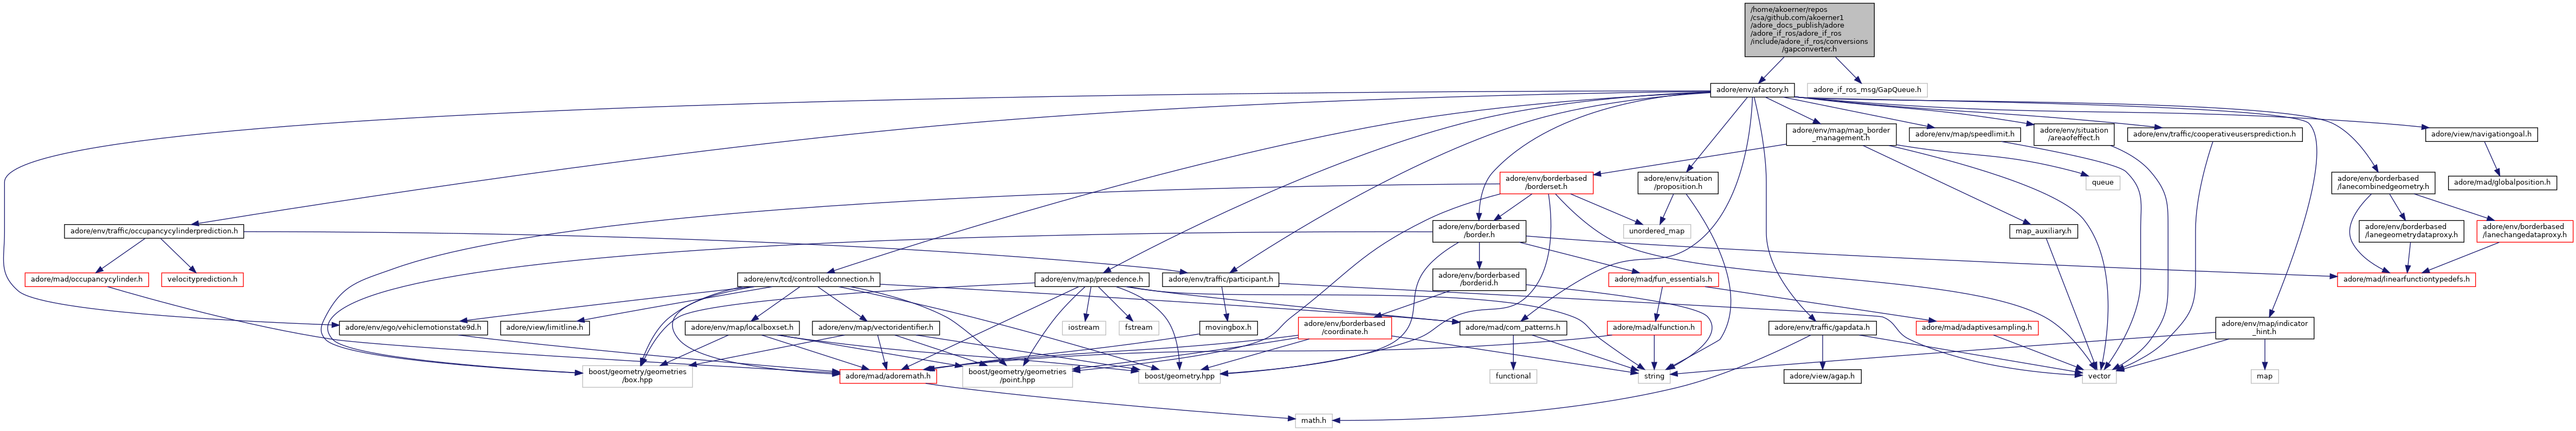 /home/akoerner/repos
/csa/github.com/akoerner1
/adore_docs_publish/adore
/adore_if_ros/adore_if_ros
/include/adore_if_ros/conversions
/gapconverter.h
adore/env/afactory.h
adore_if_ros_msg/GapQueue.h
adore/env/map/map_border
_management.h
adore/env/map/speedlimit.h
adore/env/situation
/areaofeffect.h
adore/env/traffic/cooperativeusersprediction.h
adore/view/navigationgoal.h
adore/env/borderbased
/borderset.h
adore/env/situation
/proposition.h
queue
adore/env/borderbased
/lanecombinedgeometry.h
adore/mad/globalposition.h
adore/env/traffic/occupancycylinderprediction.h
adore/env/borderbased
/border.h
unordered_map
map_auxiliary.h
adore/env/borderbased
/lanegeometrydataproxy.h
adore/env/borderbased
/lanechangedataproxy.h
adore/mad/occupancycylinder.h
velocityprediction.h
adore/env/tcd/controlledconnection.h
adore/env/map/precedence.h
adore/env/traffic/participant.h
adore/env/borderbased
/borderid.h
adore/mad/fun_essentials.h
adore/mad/linearfunctiontypedefs.h
adore/env/ego/vehiclemotionstate9d.h
adore/view/limitline.h
adore/env/map/localboxset.h
adore/env/map/vectoridentifier.h
iostream
fstream
movingbox.h
adore/env/borderbased
/coordinate.h
adore/mad/com_patterns.h
adore/mad/alfunction.h
adore/env/traffic/gapdata.h
adore/mad/adaptivesampling.h
adore/env/map/indicator
_hint.h
boost/geometry/geometries
/box.hpp
adore/mad/adoremath.h
boost/geometry/geometries
/point.hpp
boost/geometry.hpp
functional
string
adore/view/agap.h
vector
map
math.h